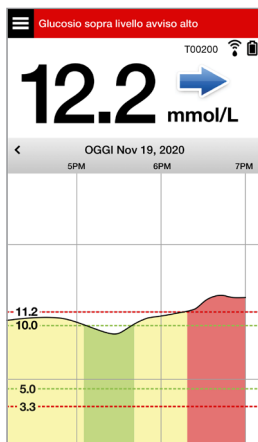 Glucosio sopra livello avviso alto
T00200
12.2 mmol/L
< OGGI Nov 19, 2020
5PM 6PM 7PM
11.2
10.0
5.0
3.3